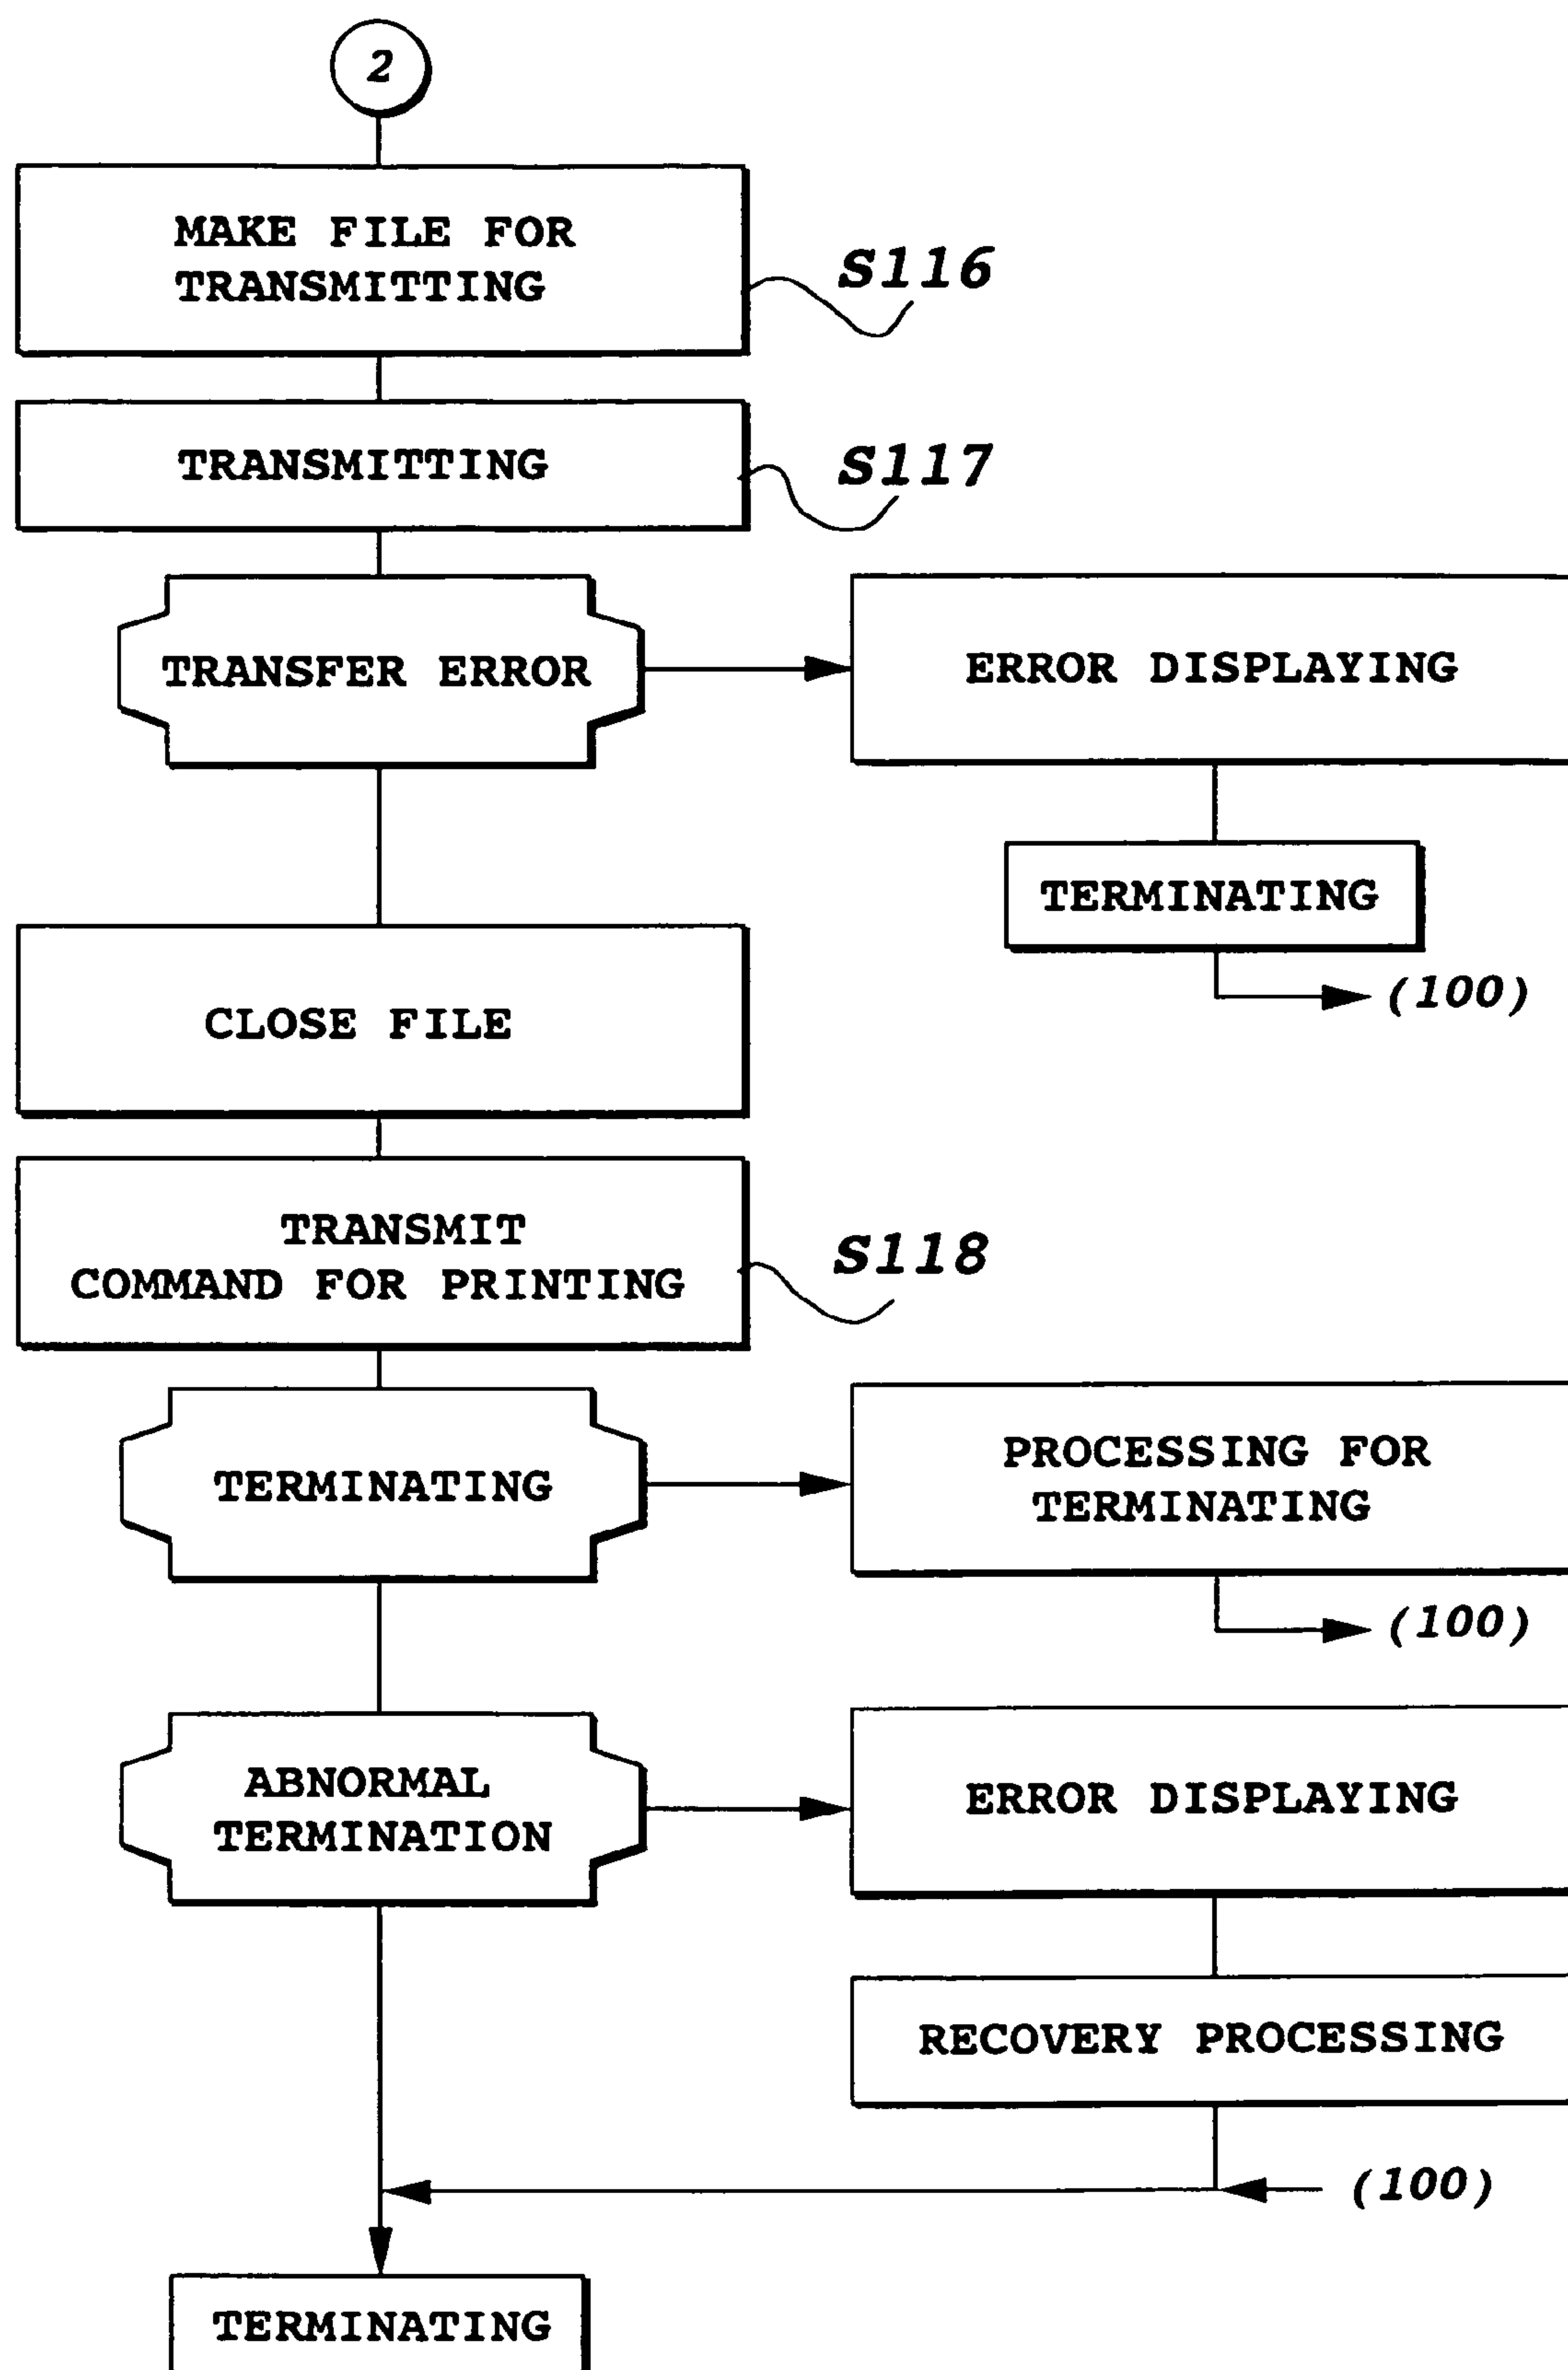 2
MAKE FILE FOR
TRANSMITTING
S116
TRANSMITTING
S117
TRANSFER ERROR
ERROR DISPLAYING
TERMINATING
(100)
CLOSE FILE
TRANSMIT
COMMAND FOR PRINTING
S118
TERMINATING
PROCESSING FOR
TERMINATING
(100)
ABNORMAL
TERMINATION
ERROR DISPLAYING
RECOVERY PROCESSING
(100)
TERMINATING